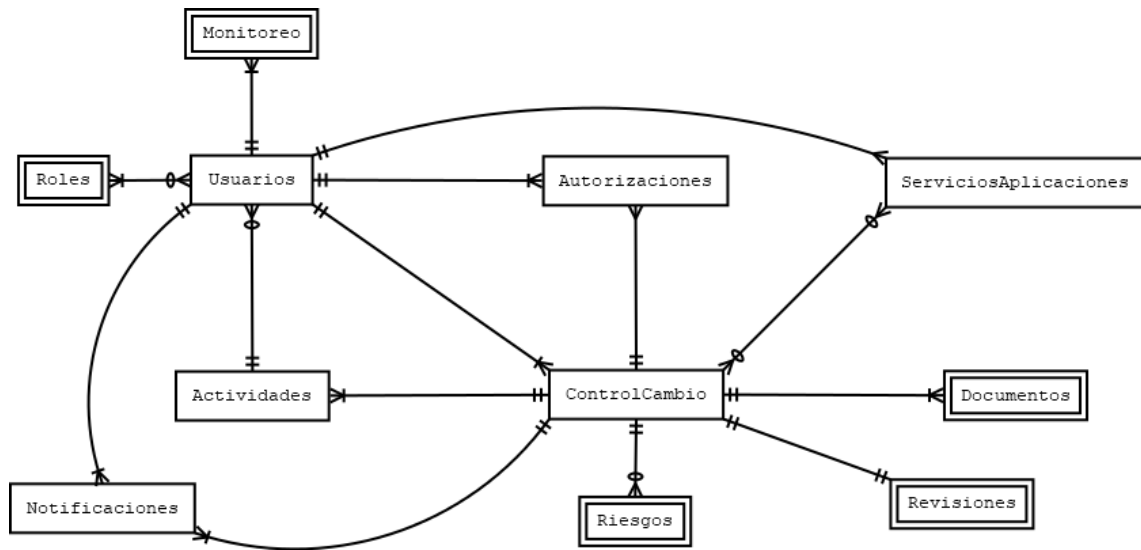 Monitoreo
Roles
Usuarios
Autorizaciones
ServiciosAplicaciones
Actividades
ControlCambio
Documentos
Notificaciones
Riesgos
Revisiones